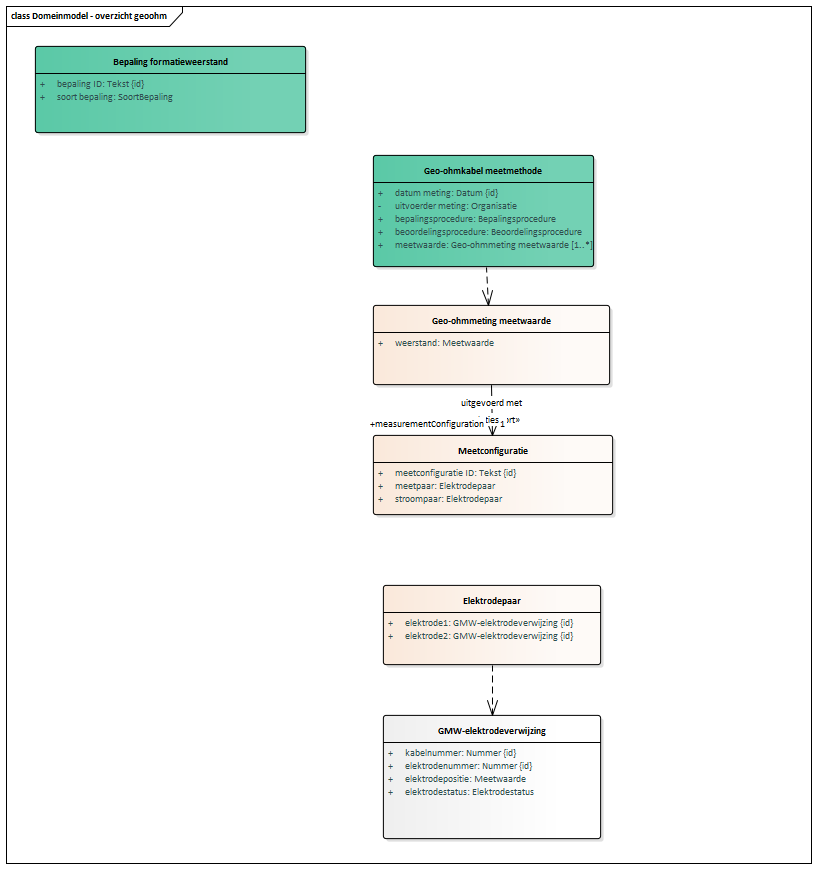 class Domeinmodel - overzicht geoohm
Bepaling formatieweerstand
+ bepaling ID: Tekst {id}
+ soort bepaling: SoortBepaling
Geo-ohmkabel meetmethode
+ datum meting: Datum {id}
- uitvoerder meting: Organisatie
+ bepalingsprocedure: Bepalingsprocedure
+ beoordelingsprocedure: Beoordelingsprocedure
+ meetwaarde: Geo-ohmmeting meetwaarde [1..*]
Geo-ohmmeting meetwaarde
+ weerstand: Meetwaarde
uitgevoerd met
+measurementConfiguration 1
Meetconfiguratie
+ meetconfiguratie ID: Tekst {id}
+ meetpaar: Elektrodepaar
+ stroompaar: Elektrodepaar
Elektrodepaar
+ elektrode1: GMW-elektrodeverwijzing {id}
+ elektrode2: GMW-elektrodeverwijzing {id}
GMW-elektrodeverwijzing
+ kabelnummer: Nummer {id}
+ elektrodenummer: Nummer {id}
+ elektrodepositie: Meetwaarde
+ elektrodestatus: Elektrodestatus